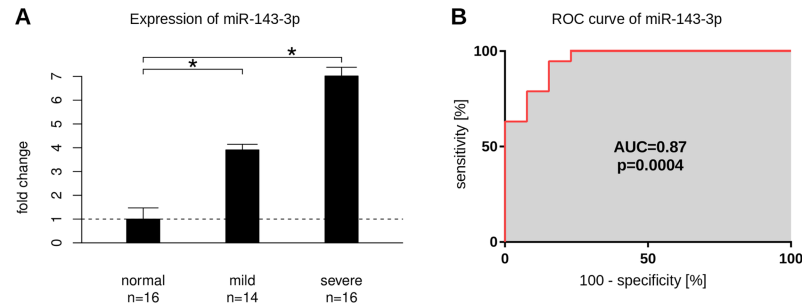 A
Expression of miR-143-3p
*
*
fold change
7
6
5
4
3
2
1
0
normal
n=16
mild
n=14
severe
n=16
B
ROC curve of miR-143-3p
sensitivity [%]
100
50
0
AUC=0.87
p=0.0004
0
50
100
100 - specificity [%]